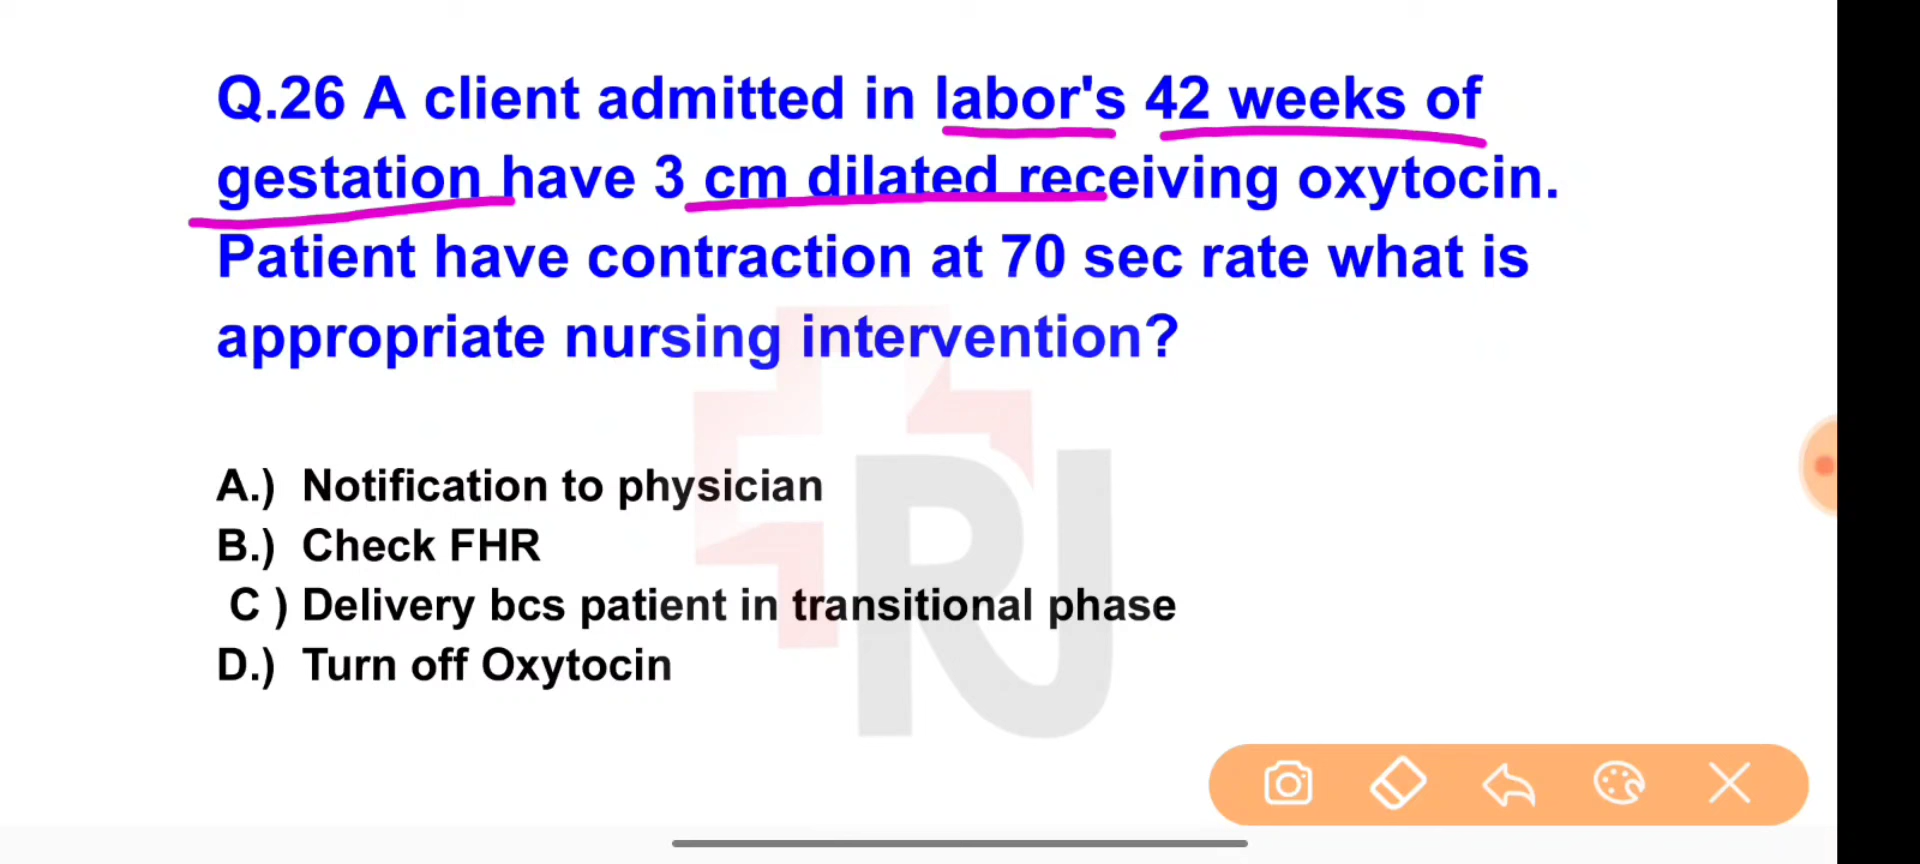 Q.26 A client admitted in labor's 42 weeks of
gestation have 3 cm dilated receiving oxytocin.
Patient have contraction at 70 sec rate what is
appropriate nursing intervention?
A.) Notification to physician
B.) Check FHR
C ) Delivery bcs patient in transitional phase
D.) Turn off Oxytocin
RJ